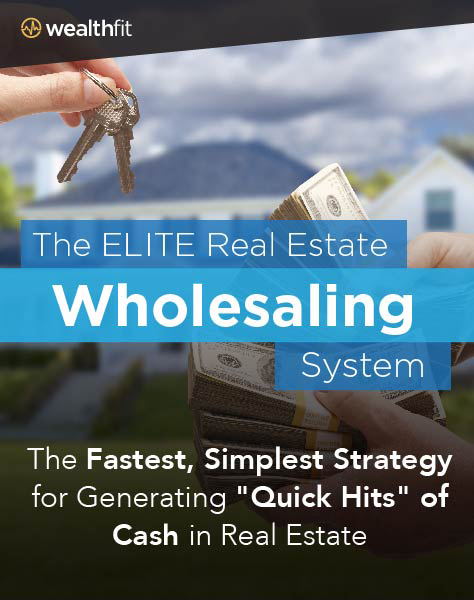 wealthfit
The ELITE Real Estate
Wholesaling
System
The Fastest, Simplest Strategy
for Generating "Quick Hits" of
Cash in Real Estate